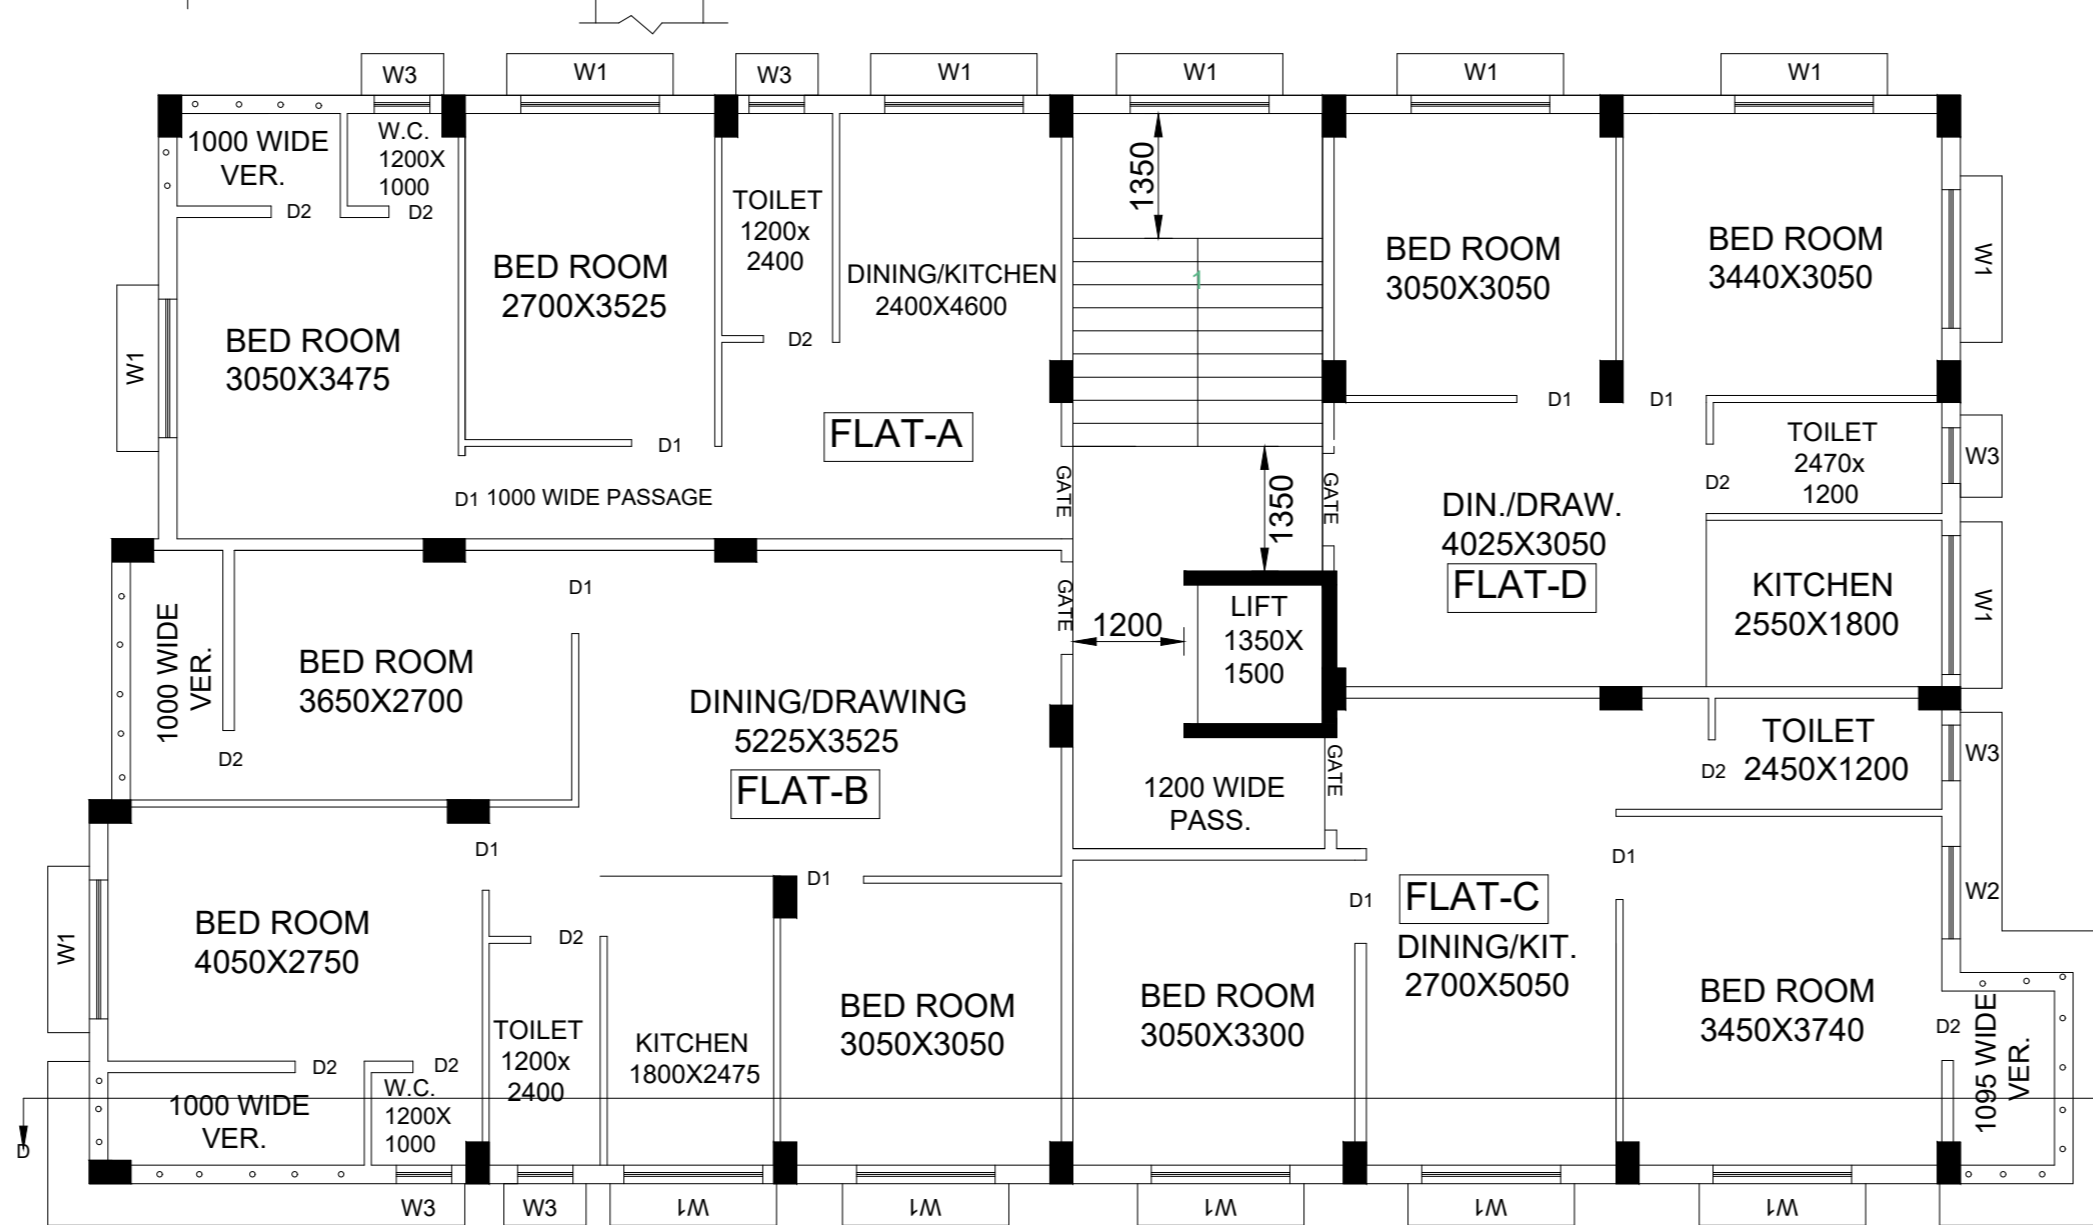 W3
W1
W3
W1
W1
W1
W1
1000 WIDE
VER.
W.C.
1200X
1000
D2
D2
1350
TOILET
1200x
2400
BED ROOM
2700X3525
DINING/KITCHEN
2400X4600
1
BED ROOM
3050X3050
BED ROOM
3440X3050
W1
BED ROOM
3050X3475
W1
D2
FLAT-A
D1
D1
D1
TOILET
2470x
1200
W3
D2
D1 1000 WIDE PASSAGE
GATE
GATE
1350
DIN./DRAW.
4025X3050
FLAT-D
KITCHEN
2550X1800
W1
1000 WIDE
VER.
D1
GATE
1200
LIFT
1350X
1500
BED ROOM
3650X2700
D2
DINING/DRAWING
5225X3525
FLAT-B
GATE
1200 WIDE
PASS.
TOILET
2450X1200
D2
W3
D1
D1
D1
D1
FLAT-C
DINING/KIT.
2700X5050
W2
W1
BED ROOM
4050X2750
D2
BED ROOM
3050X3050
BED ROOM
3050X3300
BED ROOM
3450X3740
D2
1095 WIDE
VER.
TOILET
1200x
2400
KITCHEN
1800X2475
D2
D2
1000 WIDE
VER.
W.C.
1200X
1000
D
W3
W3
W1
W1
W1
W1
W1